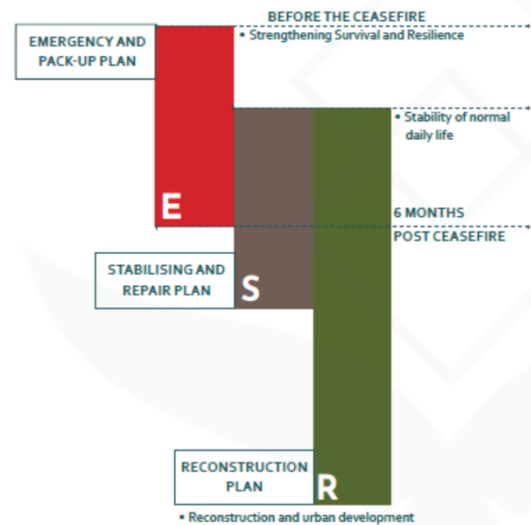 BEFORE THE CEASEFIRE
• Strengthening Survival and Resilience
EMERGENCY AND
PACK-UP PLAN
• Stability of normal
daily life
E
6 MONTHS
POST CEASEFIRE
STABILISING AND
REPAIR PLAN
S
RECONSTRUCTION
PLAN
R
• Reconstruction and urban development